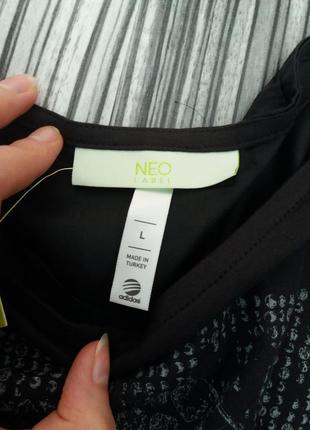 NEO
LABEL
L
MADE IN
TURKEY
adidas